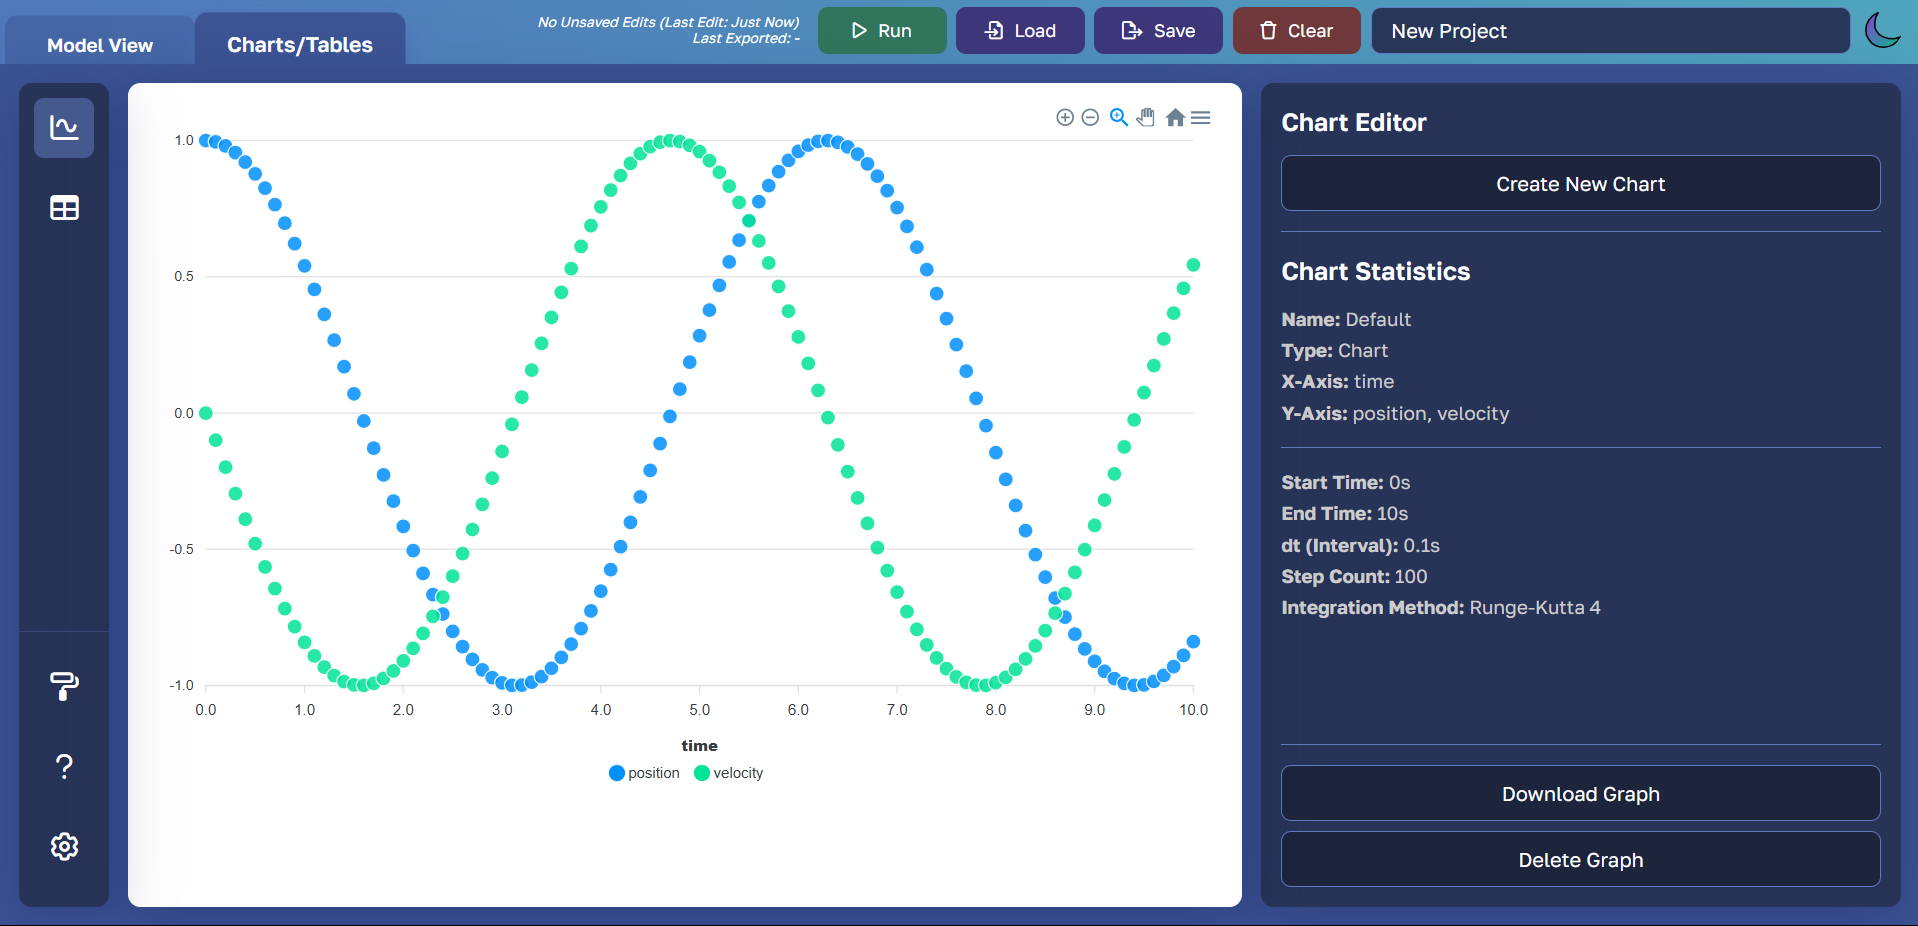 Model View
Charts/Tables
No Unsaved Edits (Last Edit: Just Now)
Last Exported: -
Run
Load
Save
Clear
New Project
1.0
0.5
0.0
-0.5
-1.0
0.0 1.0 2.0 3.0 4.0 5.0 6.0 7.0 8.0 9.0 10.0
time
position velocity
Chart Editor
Create New Chart
Chart Statistics
Name: Default
Type: Chart
X-Axis: time
Y-Axis: position, velocity
Start Time: 0s
End Time: 10s
dt (Interval): 0.1s
Step Count: 100
Integration Method: Runge-Kutta 4
Download Graph
Delete Graph